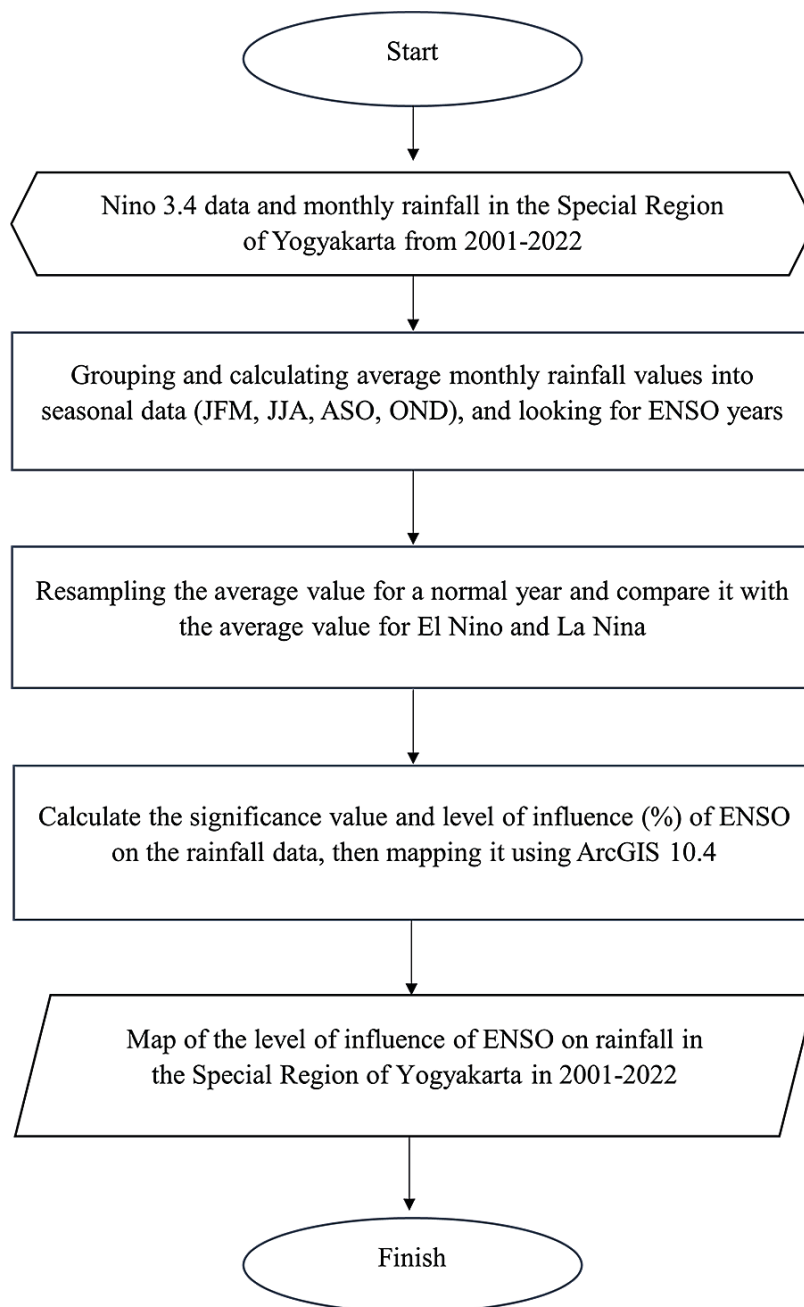 Start
Nino 3.4 data and monthly rainfall in the Special Region
of Yogyakarta from 2001-2022
Grouping and calculating average monthly rainfall values into
seasonal data (JFM, JJA, ASO, OND), and looking for ENSO years
Resampling the average value for a normal year and compare it with
the average value for El Nino and La Nina
Calculate the significance value and level of influence (%) of ENSO
on the rainfall data, then mapping it using ArcGIS 10.4
Map of the level of influence of ENSO on rainfall in
the Special Region of Yogyakarta in 2001-2022
Finish